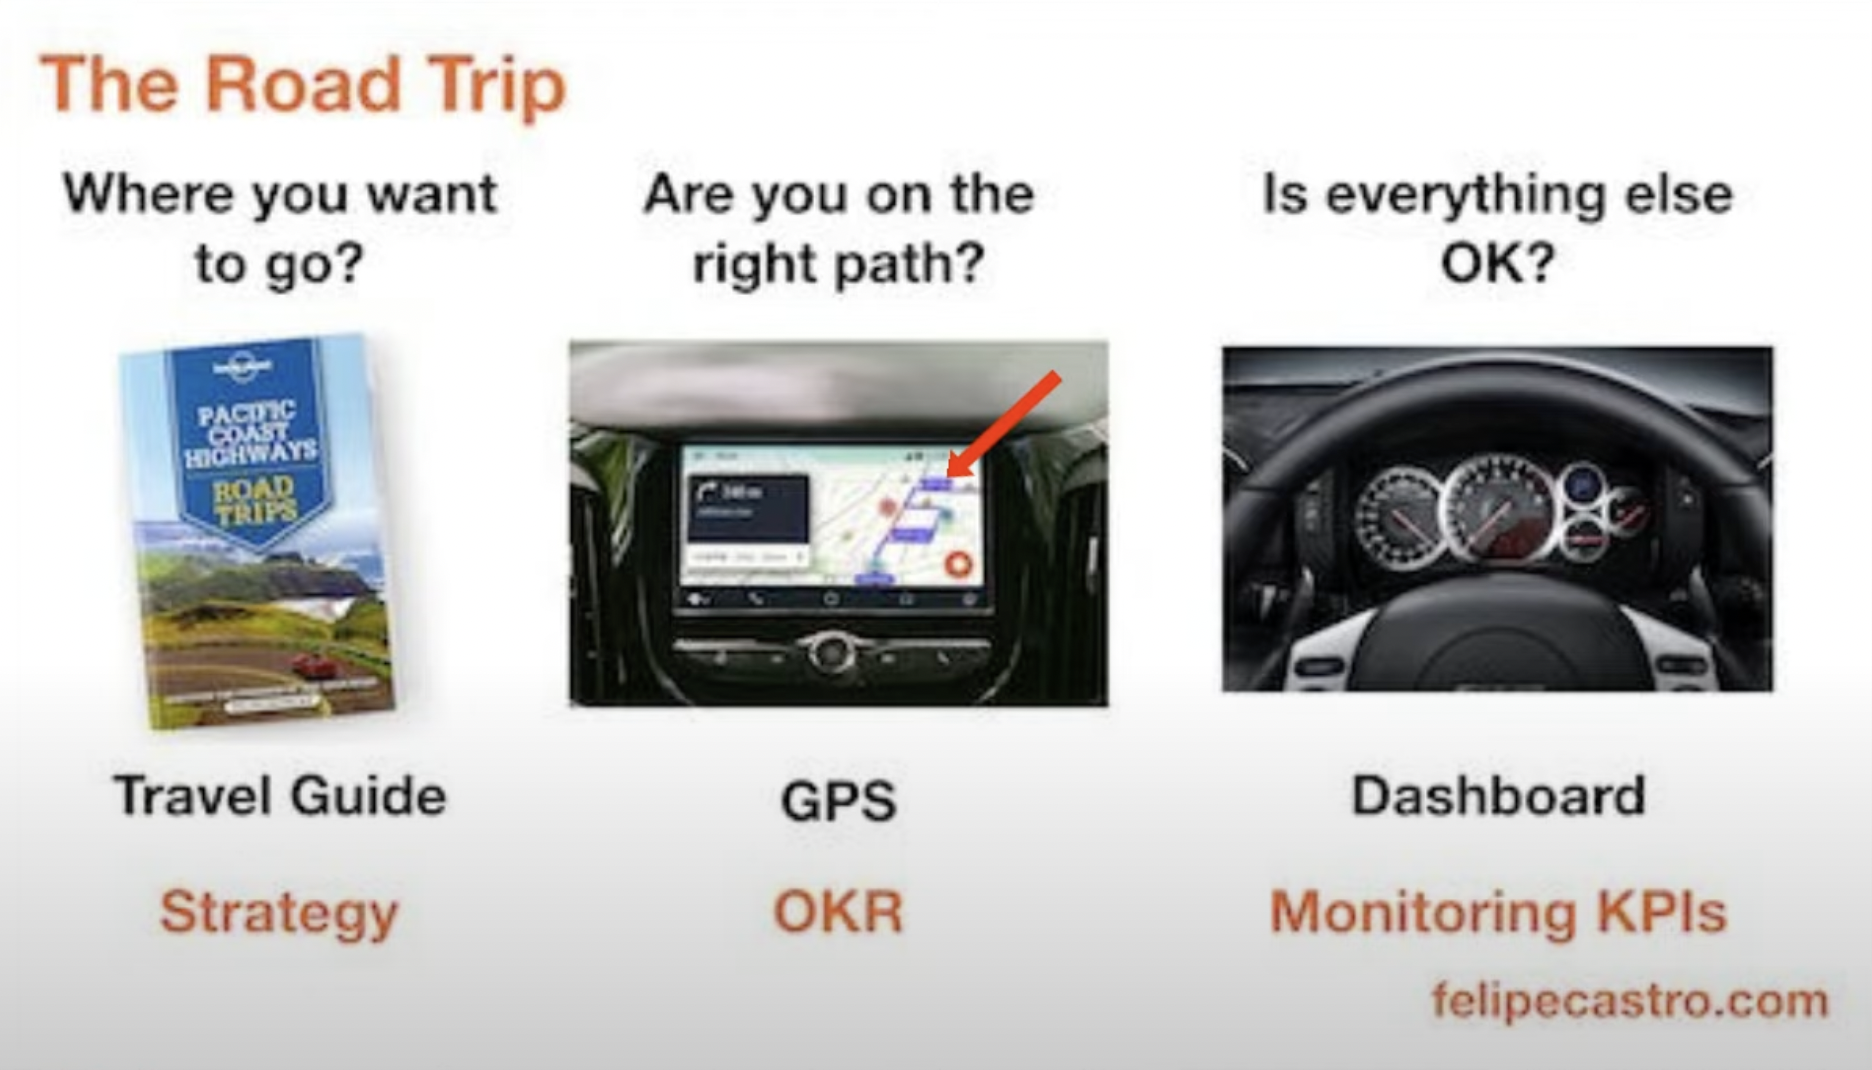 The Road Trip
Where you want
to go?
Are you on the
right path?
Is everything else
OK?
PACIFIC
COAST
HIGHWAYS
ROAD
TRIPS
Travel Guide
GPS
Dashboard
Strategy
OKR
Monitoring KPIs
felipecastro.com